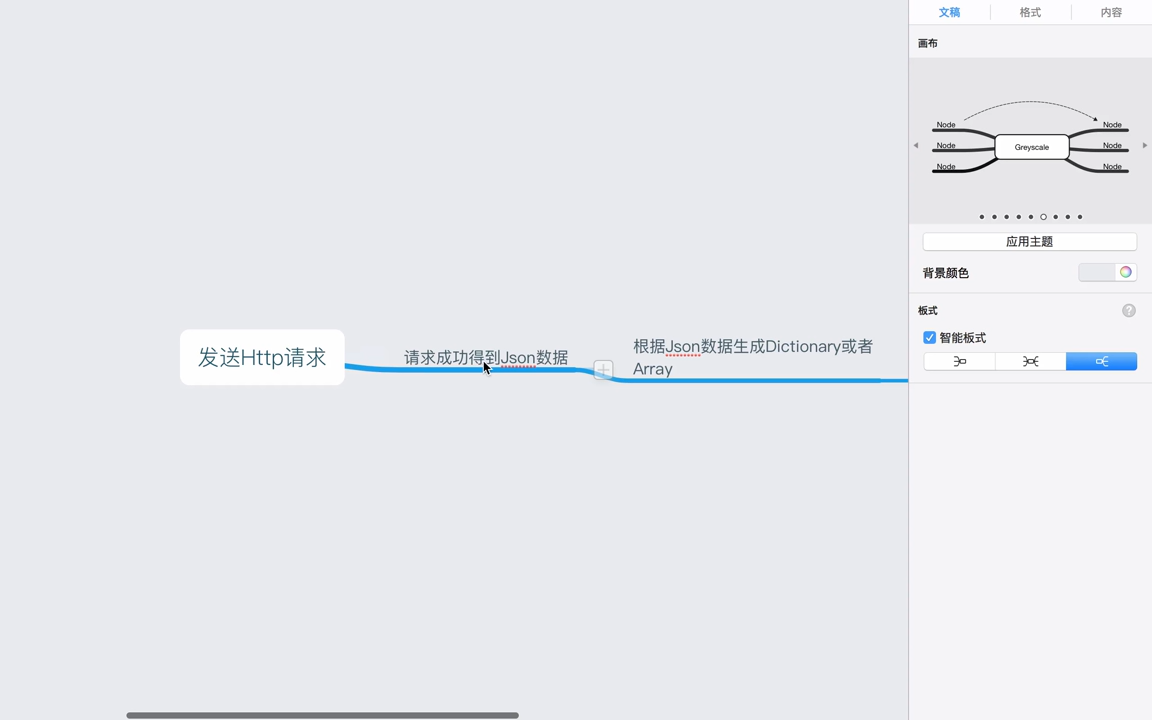 文稿
格式
内容
画布
Node
Node
Node
Node
Greyscale
Node
Node
应用主题
背景颜色
板式
?
智能板式
发送Http请求
请求成功得到Json数据
根据Json数据生成Dictionary或者
Array